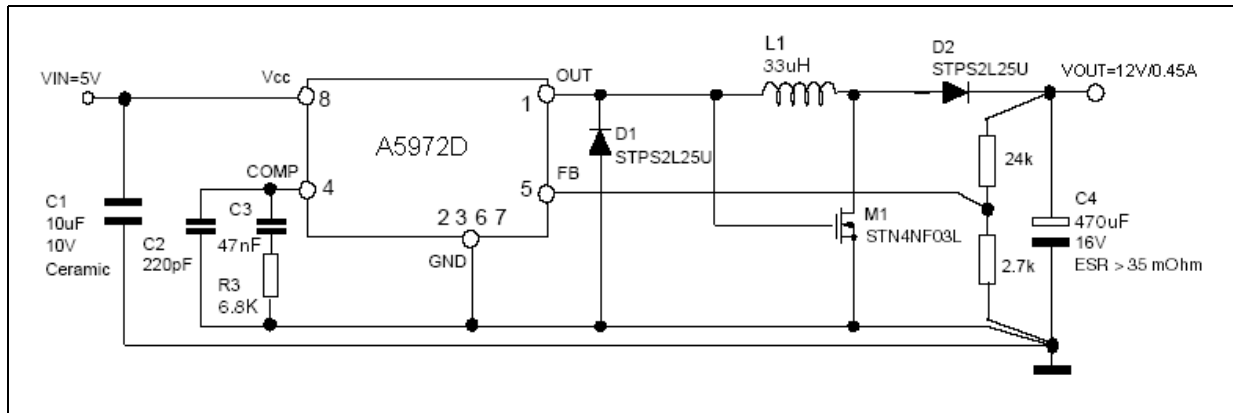 VIN=5V
Vcc
8
A5972D
OUT
1
L1
33uH
D2
STPS2L25U
VOUT=12V/0.45A
D1
STPS2L25U
24k
COMP
4
FB
5
C1
10uF
10V
Ceramic
C2
220pF
C3
47nF
R3
6.8K
2 3 6 7
GND
M1
STN4NF03L
2.7k
C4
470uF
16V
ESR > 35 mOhm